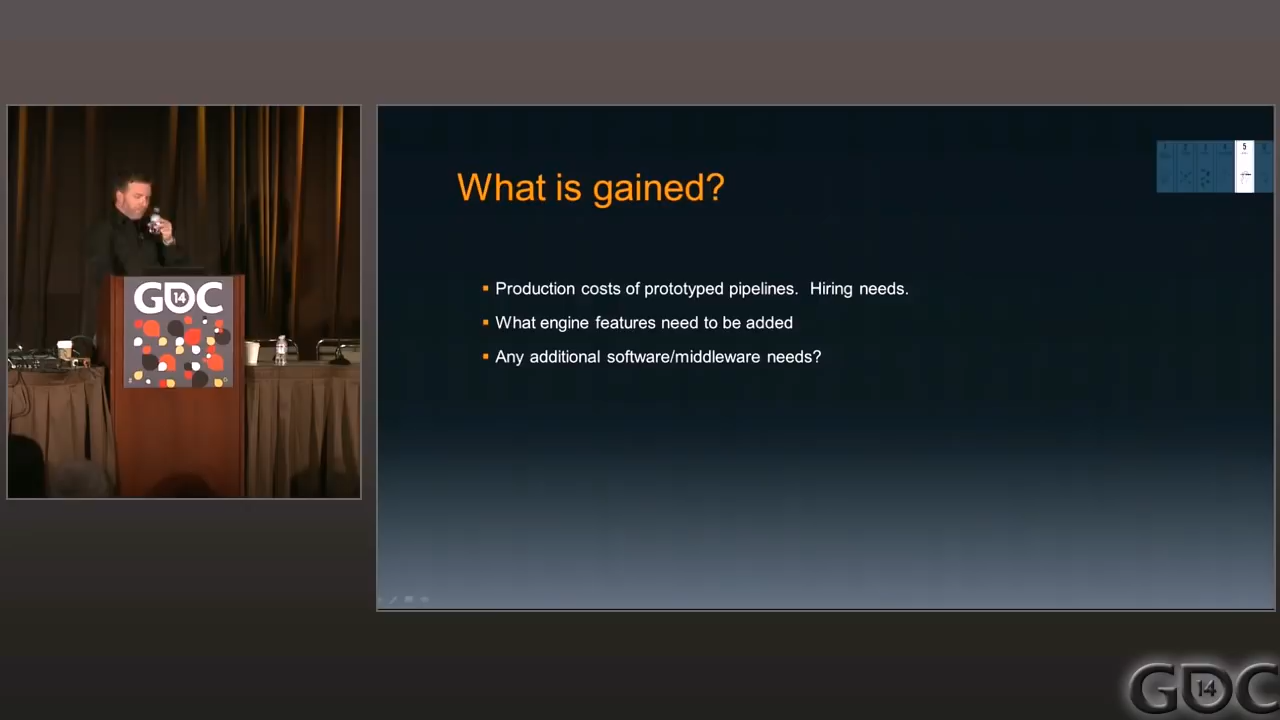 What is gained?
5
Production costs of prototyped pipelines.  Hiring needs.
What engine features need to be added
Any additional software/middleware needs?
GDC
14
GDC
14